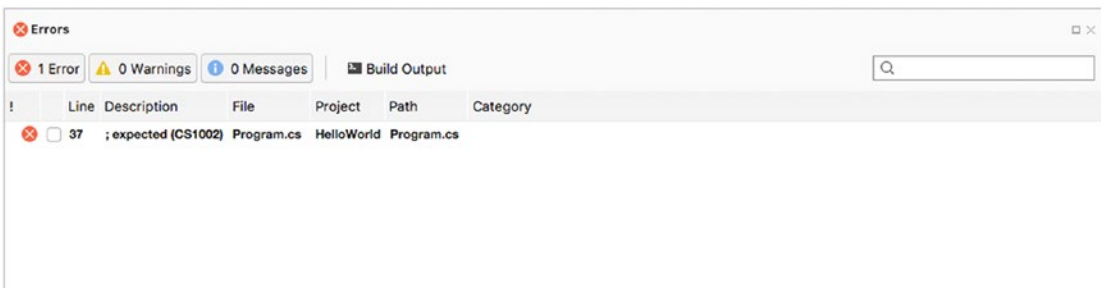 Errors
1 Error 0 Warnings 0 Messages Build Output
! Line Description File Project Path Category
37 ; expected (CS1002) Program.cs HelloWorld Program.cs